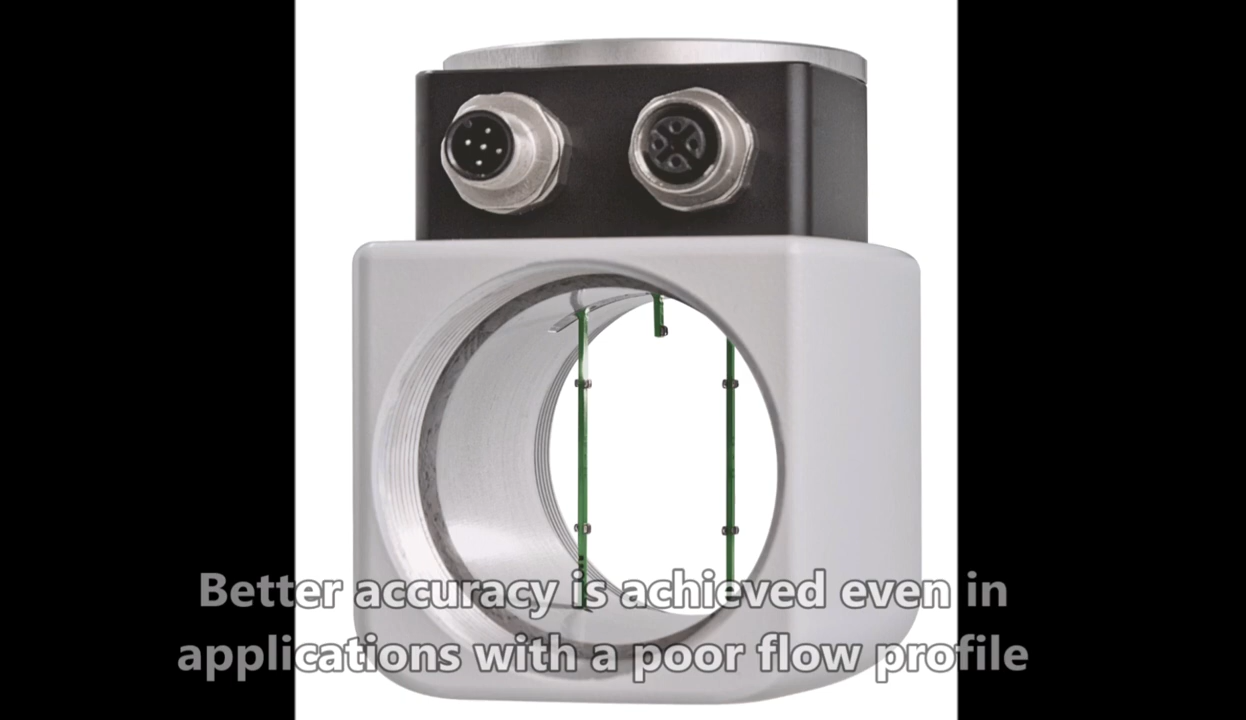 Better accuracy is achieved even in
applications with a poor flow profile